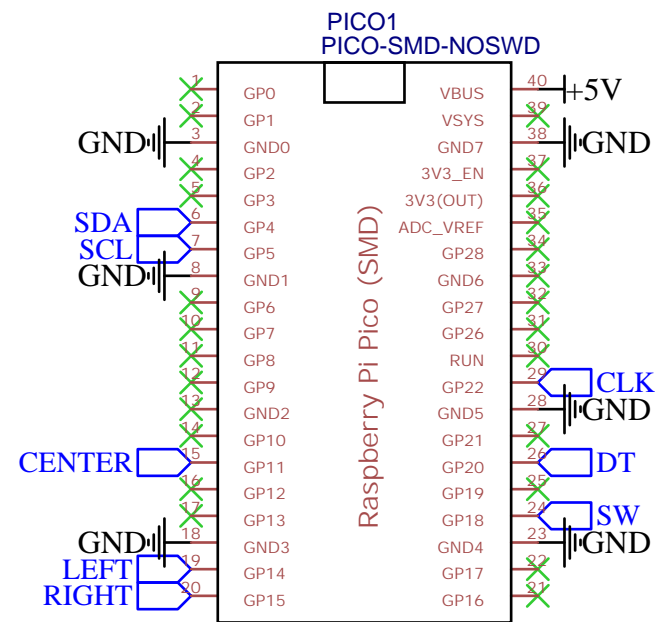 PICO1
PICO-SMD-NOSWD
1 GP0 VBUS 40 +5V
2 GP1 VSYS 39
GND 3 GND0 GND7 38 GND
4 GP2 3V3_EN 37
5 GP3 3V3(OUT) 36
SDA 6 GP4 ADC_VREF 35
SCL 7 GP5 GP28 34
GND 8 GND1 GND6 33
9 GP6 GP27 32
10 GP7 GP26 31
11 GP8 RUN 30
12 GP9 GP22 29 CLK
13 GND2 GND5 28 GND
14 GP10 GP21 27
CENTER 15 GP11 GP20 26 DT
16 GP12 GP19 25
17 GP13 GP18 24 SW
GND 18 GND3 GND4 23 GND
LEFT 19 GP14 GP17 22
RIGHT 20 GP15 GP16 21
Raspberry Pi Pico (SMD)